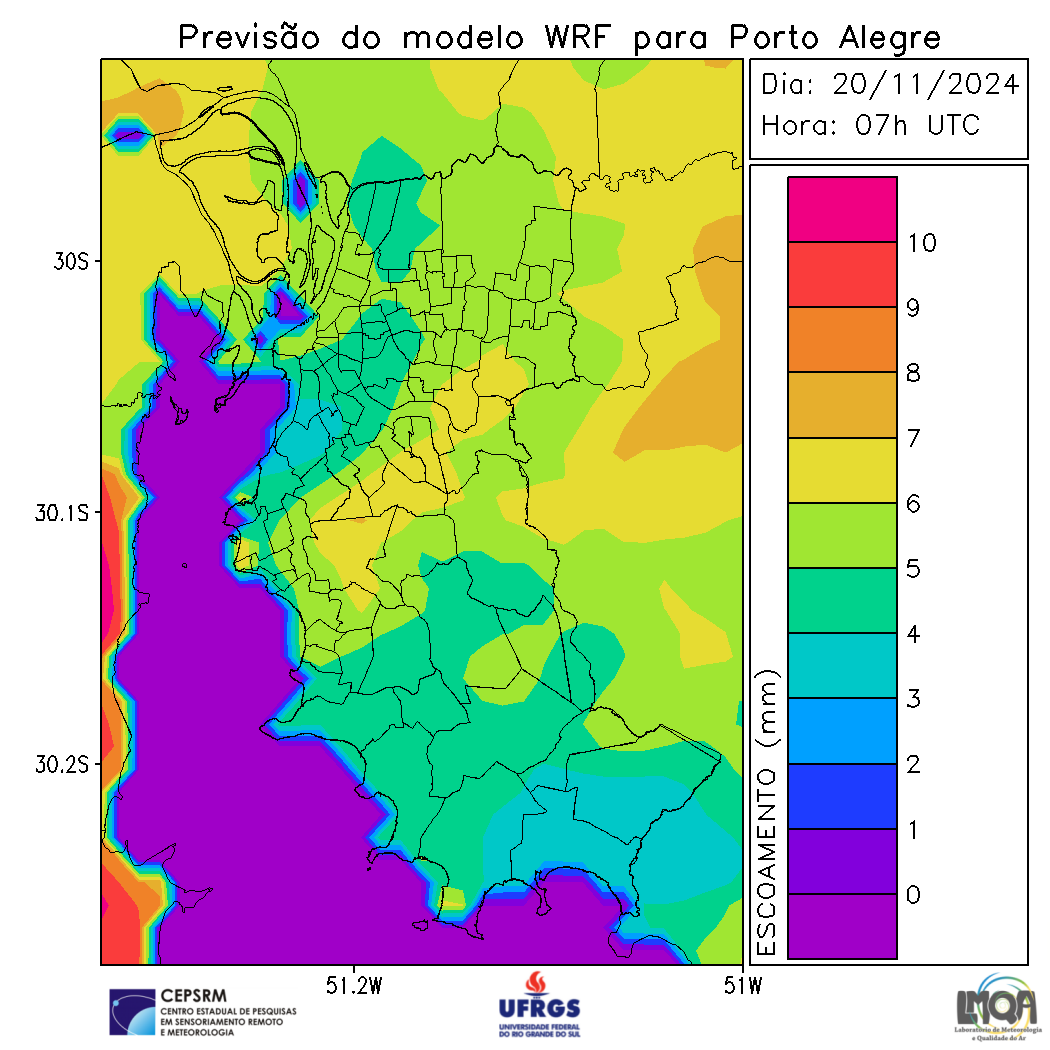 Previsão do modelo WRF para Porto Alegre
Dia: 20/11/2024
Hora: 07h UTC
30S
30.1S
30.2S
51.2W
51W
10
9
8
7
6
5
4
3
2
1
0
ESCOAMENTO (mm)
CEPSRM
CENTRO ESTADUAL DE PESQUISAS
EM SENSORIAMENTO REMOTO
E METEOROLOGIA
UFRGS
UNIVERSIDADE FEDERAL
DO RIO GRANDE DO SUL
LMQA
Laboratório de Meteorologia
e Qualidade do Ar